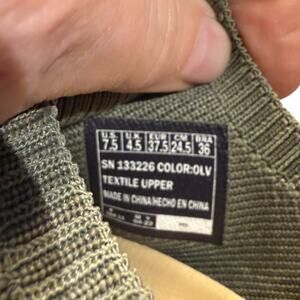 U.S. U.K. EUR CM BRA
7.5 4.5 37.5 24.5 36
SN 133226 COLOR:OLV
TEXTILE UPPER
MADE IN CHINA/HECHO EN CHINA